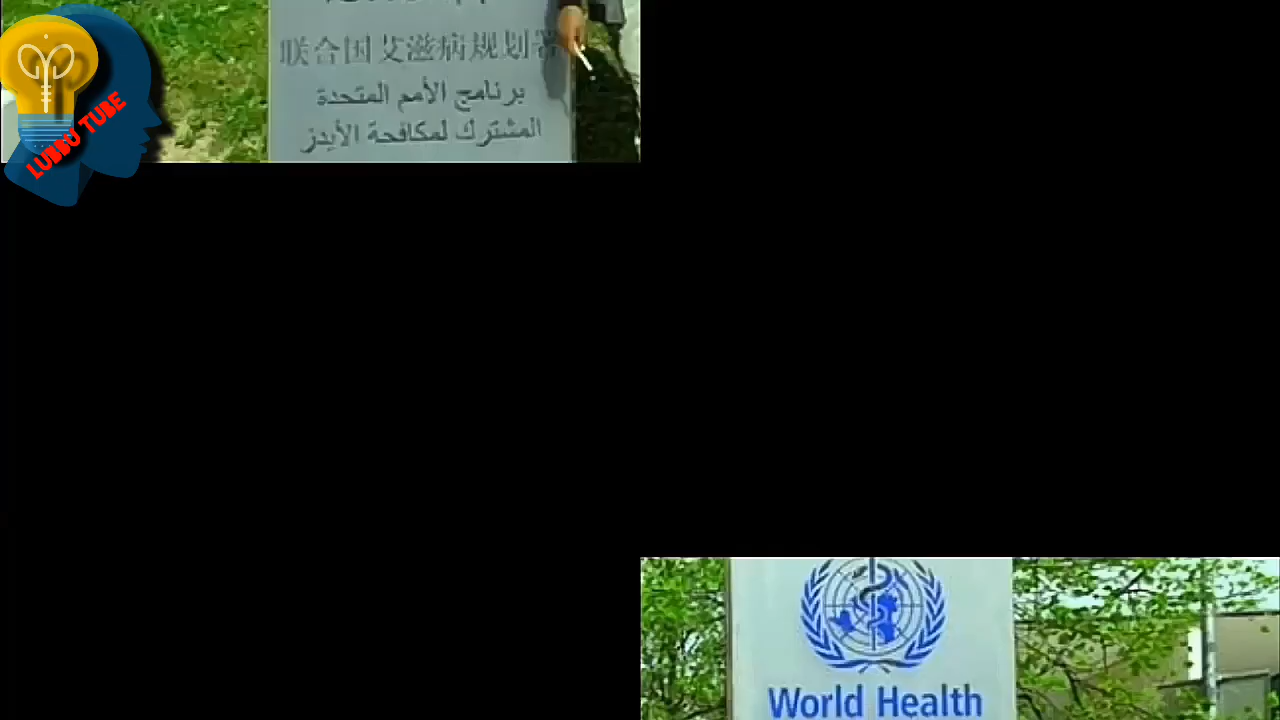 联合国艾滋病规划署
برنامج الأمم المتحدة
المشترك لمكافحة الأيدز
LUBBU TUBE
World Health